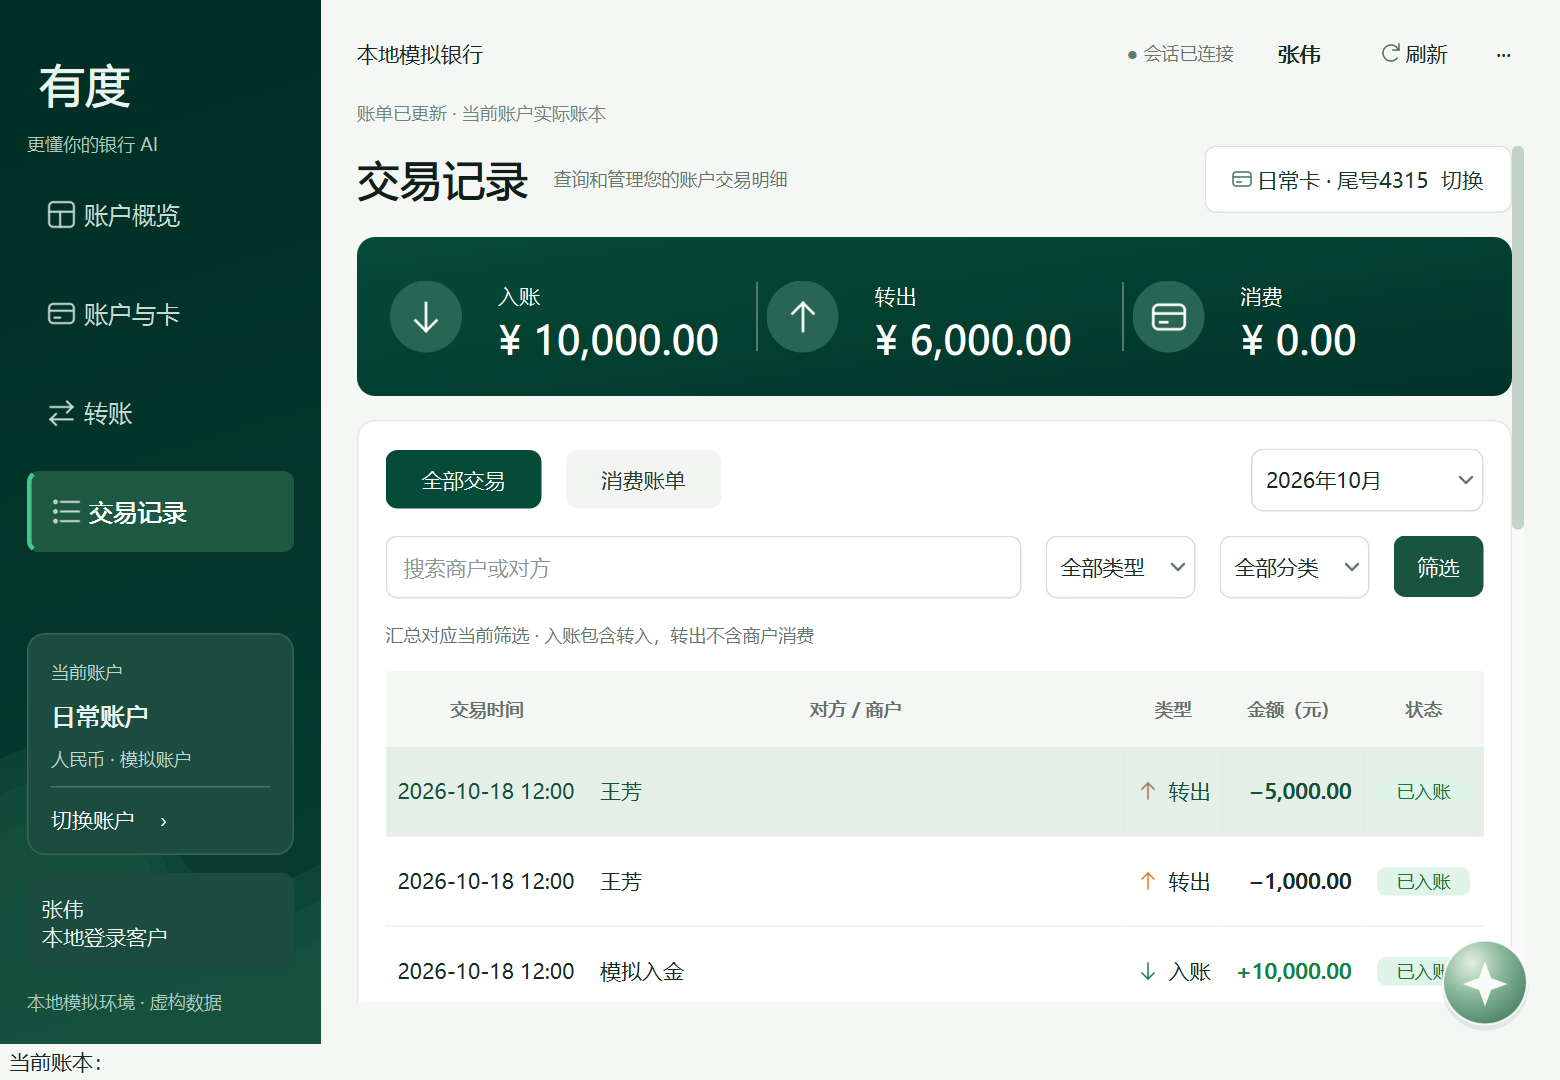 有度
更懂你的银行 AI
账户概览
账户与卡
转账
交易记录
当前账户
日常账户
人民币 · 模拟账户
切换账户 ›
张伟
本地登录客户
本地模拟环境 · 虚构数据
当前账本:
本地模拟银行
● 会话已连接 张伟 刷新 ···
账单已更新 · 当前账户实际账本
交易记录 查询和管理您的账户交易明细
日常卡 · 尾号4315 切换
入账
¥ 10,000.00
转出
¥ 6,000.00
消费
¥ 0.00
全部交易 消费账单 2026年10月
搜索商户或对方 全部类型 全部分类 筛选
汇总对应当前筛选 · 入账包含转入，转出不含商户消费
交易时间 对方 / 商户 类型 金额（元） 状态
2026-10-18 12:00 王芳 ↑ 转出 −5,000.00 已入账
2026-10-18 12:00 王芳 ↑ 转出 −1,000.00 已入账
2026-10-18 12:00 模拟入金 ↓ 入账 +10,000.00 已入账